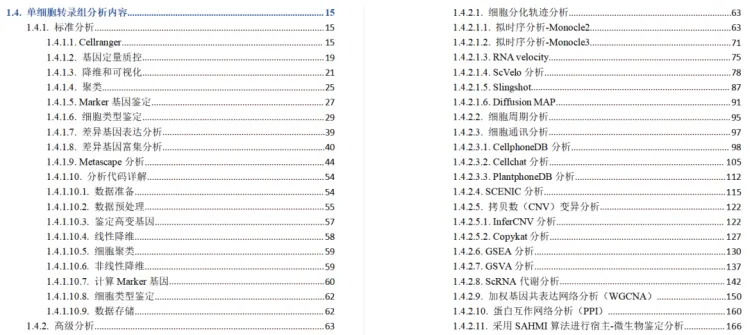 1.4. 单细胞转录组分析内容 15
1.4.1. 标准分析 15
1.4.1.1. Cellranger 15
1.4.1.2. 基因定量质控 19
1.4.1.3. 降维和可视化 21
1.4.1.4. 聚类 25
1.4.1.5. Marker 基因鉴定 27
1.4.1.6. 细胞类型鉴定 29
1.4.1.7. 差异基因表达分析 39
1.4.1.8. 差异基因富集分析 40
1.4.1.9. Metascape 分析 44
1.4.1.10. 分析代码详解 54
1.4.1.10.1. 数据准备 54
1.4.1.10.2. 数据预处理 55
1.4.1.10.3. 鉴定高变基因 57
1.4.1.10.4. 线性降维 58
1.4.1.10.5. 细胞聚类 59
1.4.1.10.6. 非线性降维 59
1.4.1.10.7. 计算 Marker 基因 60
1.4.1.10.8. 细胞类型鉴定 62
1.4.1.10.9. 数据存储 62
1.4.2. 高级分析 63
1.4.2.1. 细胞分化轨迹分析 63
1.4.2.1.1. 拟时序分析-Monocle2 63
1.4.2.1.2. 拟时序分析-Monocle3 71
1.4.2.1.3. RNA velocity 75
1.4.2.1.4. ScVelo 分析 78
1.4.2.1.5. Slingshot 87
1.4.2.1.6. Diffusion MAP 91
1.4.2.2. 细胞周期分析 95
1.4.2.3. 细胞通讯分析 97
1.4.2.3.1. CellphoneDB 分析 98
1.4.2.3.2. Cellchat 分析 105
1.4.2.3.3. PlantphoneDB 分析 112
1.4.2.4. SCENIC 分析 115
1.4.2.5. 拷贝数（CNV）变异分析 122
1.4.2.5.1. InferCNV 分析 122
1.4.2.5.2. Copykat 分析 127
1.4.2.6. GSEA 分析 130
1.4.2.7. GSVA 分析 137
1.4.2.8. ScRNA 代谢分析 142
1.4.2.9. 加权基因共表达网络分析（WGCNA） 150
1.4.2.10. 蛋白互作网络分析（PPI） 160
1.4.2.11. 采用 SAHMI 算法进行宿主-微生物鉴定分析 166